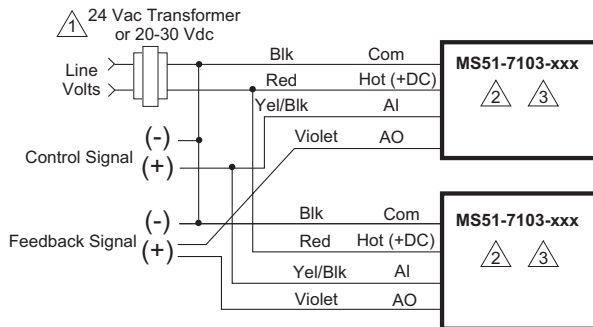 1
24 Vac Transformer
or 20-30 Vdc
Line
Volts
Blk Com
Red Hot (+DC)
Yel/Blk AI
Violet AO
MS51-7103-xxx
2 3
Control Signal
(-)
(+)
Feedback Signal
(-)
(+)
Blk Com
Red Hot (+DC)
Yel/Blk AI
Violet AO
MS51-7103-xxx
2 3